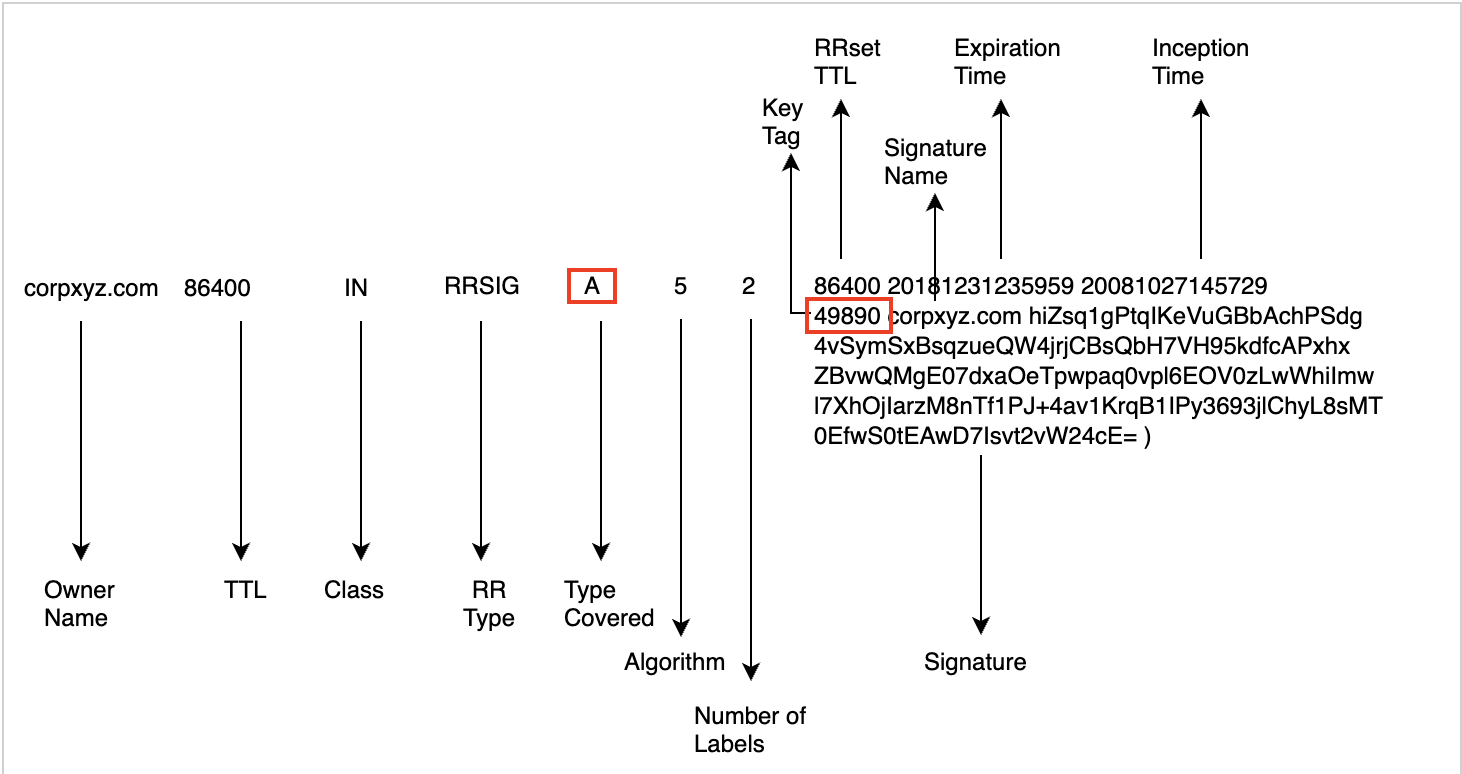 RRset
TTL
Expiration
Time
Inception
Time
Key
Tag
Signature
Name
corpxyz.com 86400 IN RRSIG A 5 2 86400 20181231235959 20081027145729
49890 corpxyz.com hiZsq1gPtqIKeVuGBbAchPSdg
4vSymSxBsqzueQW4jrjCBsQbH7VH95kdfcAPxhx
ZBvwQMgE07dxaOeTpwpaq0vpl6EOV0zLwWhiImw
l7XhOjIarzM8nTf1PJ+4av1KrqB1IPy3693jlChyL8sMT
0EfwS0tEAwD7Isvt2vW24cE= )
Owner
Name
TTL
Class
RR
Type
Type
Covered
Algorithm
Number of
Labels
Signature